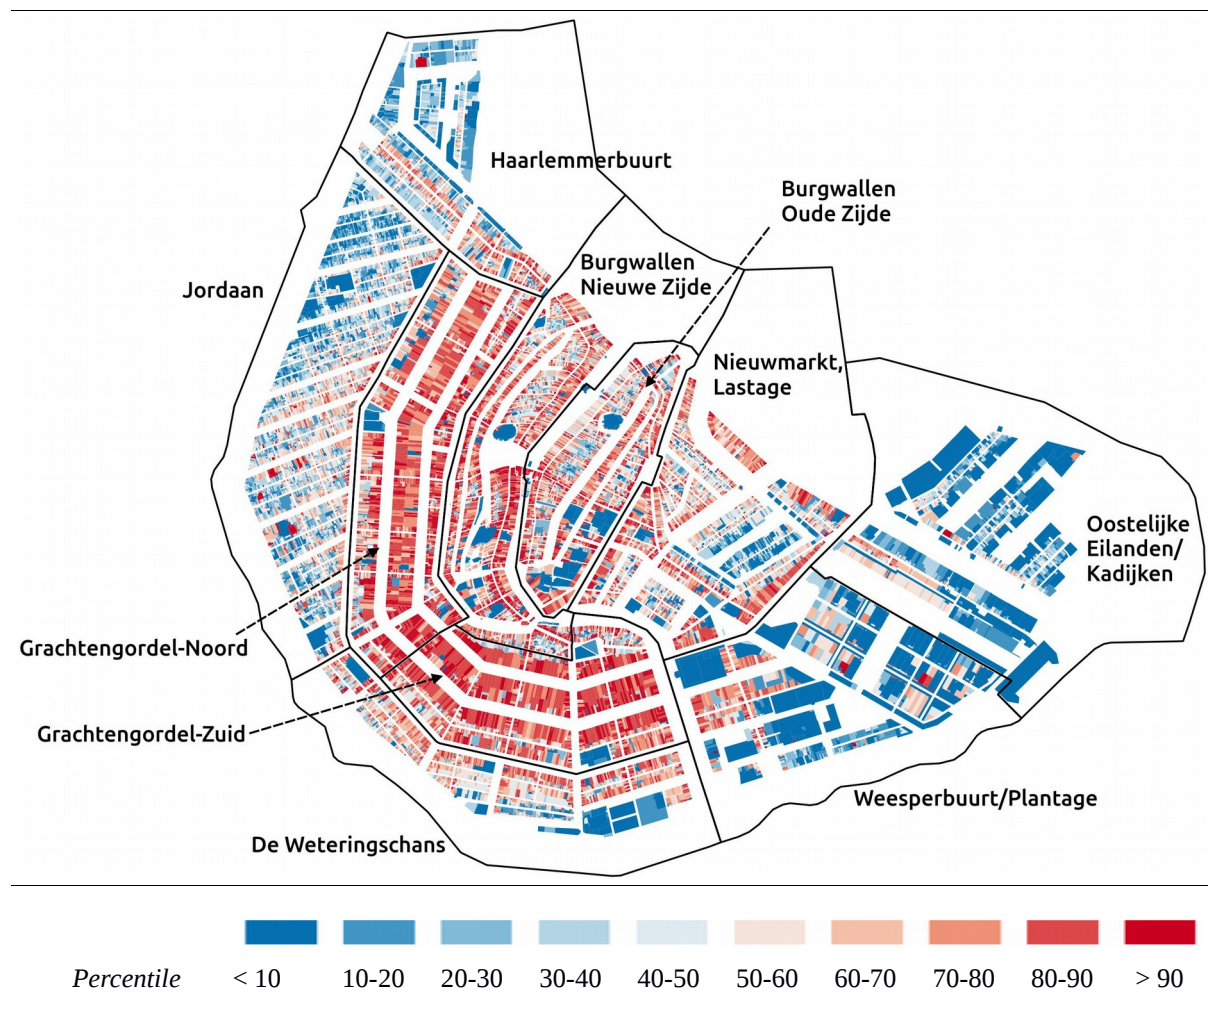 Haarlemmerbuurt
Burgwallen
Oude Zijde
Burgwallen
Nieuwe Zijde
Jordaan
Nieuwmarkt,
Lastage
Oostelijke
Eilanden/
Kadijken
Grachtengordel-Noord
Grachtengordel-Zuid
Weesperbuurt/Plantage
De Weteringschans
Percentile < 10 10-20 20-30 30-40 40-50 50-60 60-70 70-80 80-90 > 90